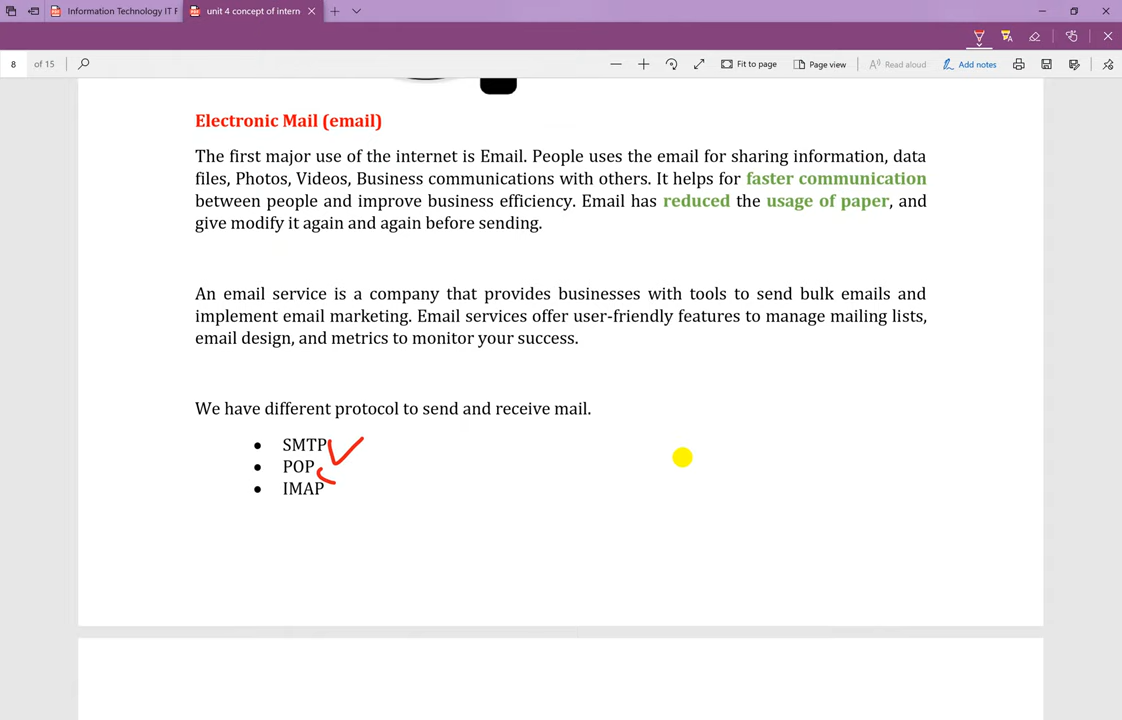 Information Technology IT F
unit 4 concept of intern
8 of 15
Fit to page
Page view
Read aloud
Add notes
Electronic Mail (email)
The first major use of the internet is Email. People uses the email for sharing information, data
files, Photos, Videos, Business communications with others. It helps for faster communication
between people and improve business efficiency. Email has reduced the usage of paper, and
give modify it again and again before sending.
An email service is a company that provides businesses with tools to send bulk emails and
implement email marketing. Email services offer user-friendly features to manage mailing lists,
email design, and metrics to monitor your success.
We have different protocol to send and receive mail.
• SMTP
• POP
• IMAP